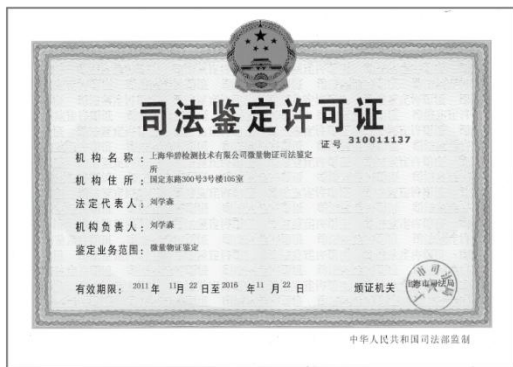 司法鉴定许可证
证号 310011137
机构名称：上海华碧检测技术有限公司微量物证司法鉴定
所
机构住所：国定东路300号3号楼105室
法定代表人：刘学森
机构负责人：刘学森
鉴定业务范围：微量物证鉴定
有效期限： 2011 年 11 月 22 日至 2016 年 11 月 22 日
颁证机关
上海市司法局
中华人民共和国司法部监制